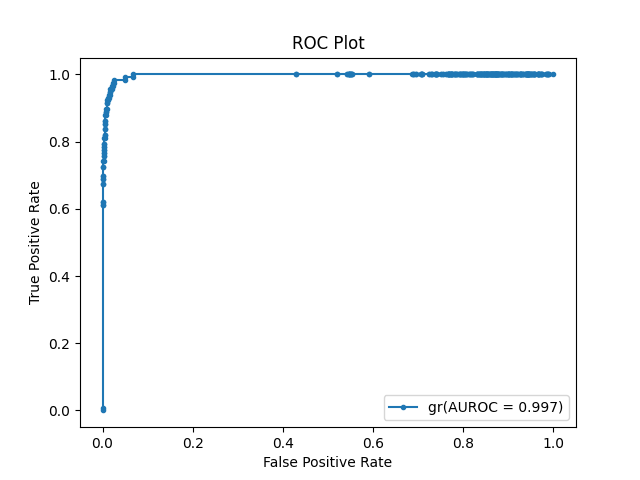 ROC Plot
1.0
0.8
0.6
0.4
0.2
0.0
True Positive Rate
gr(AUROC = 0.997)
0.0 0.2 0.4 0.6 0.8 1.0
False Positive Rate